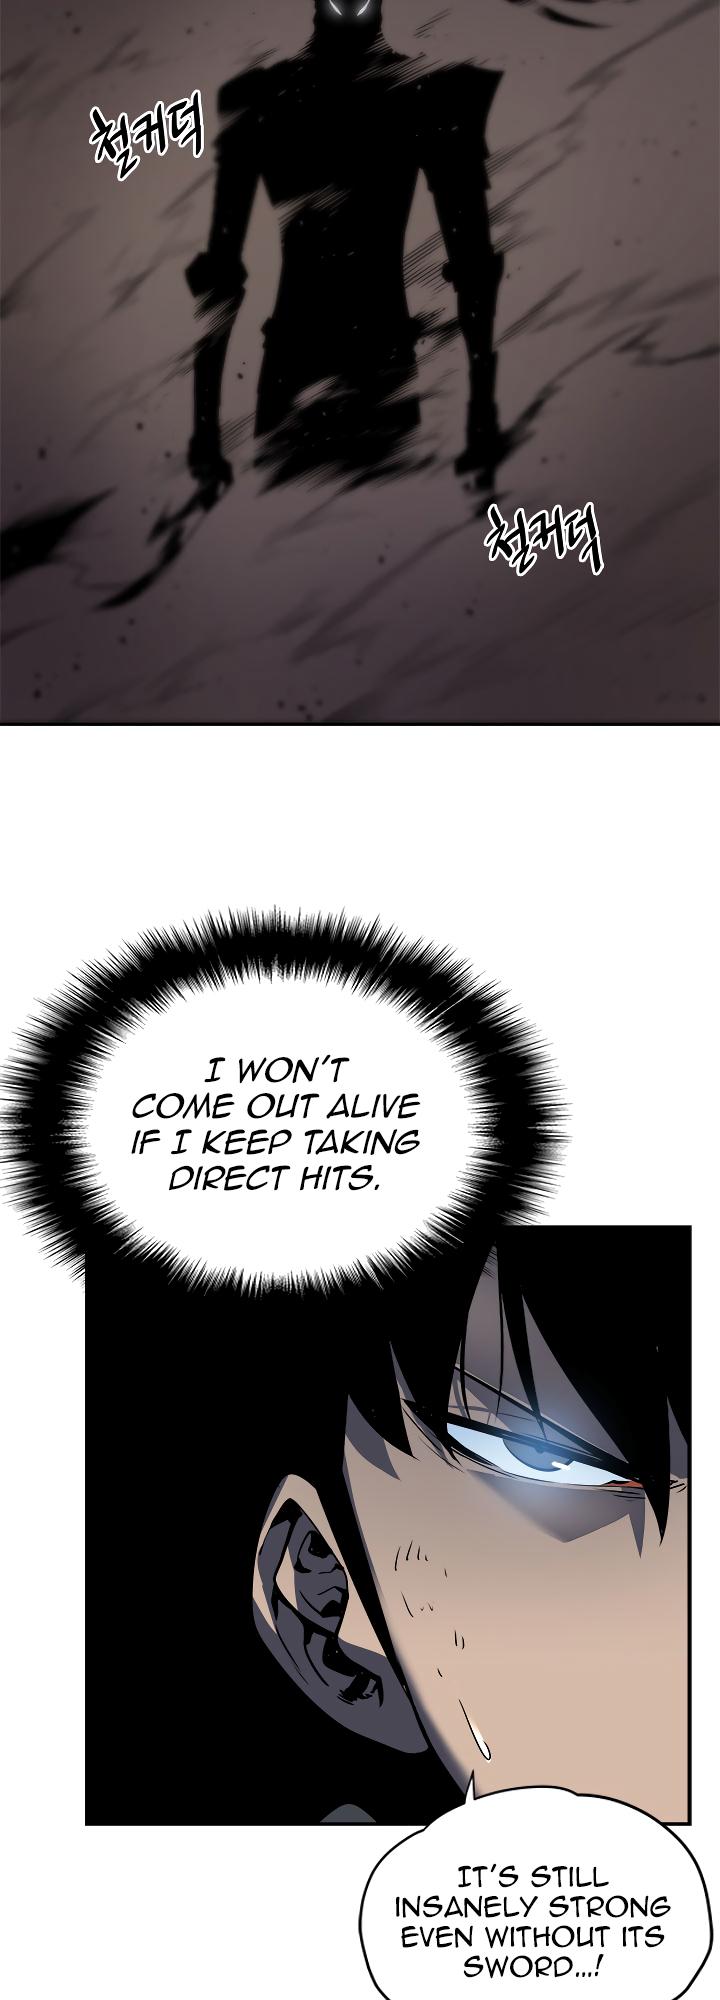 철커덕
철커덕
I WON'T
COME OUT ALIVE
IF I KEEP TAKING
DIRECT HITS.
IT'S STILL
INSANELY STRONG
EVEN WITHOUT ITS
SWORD...!